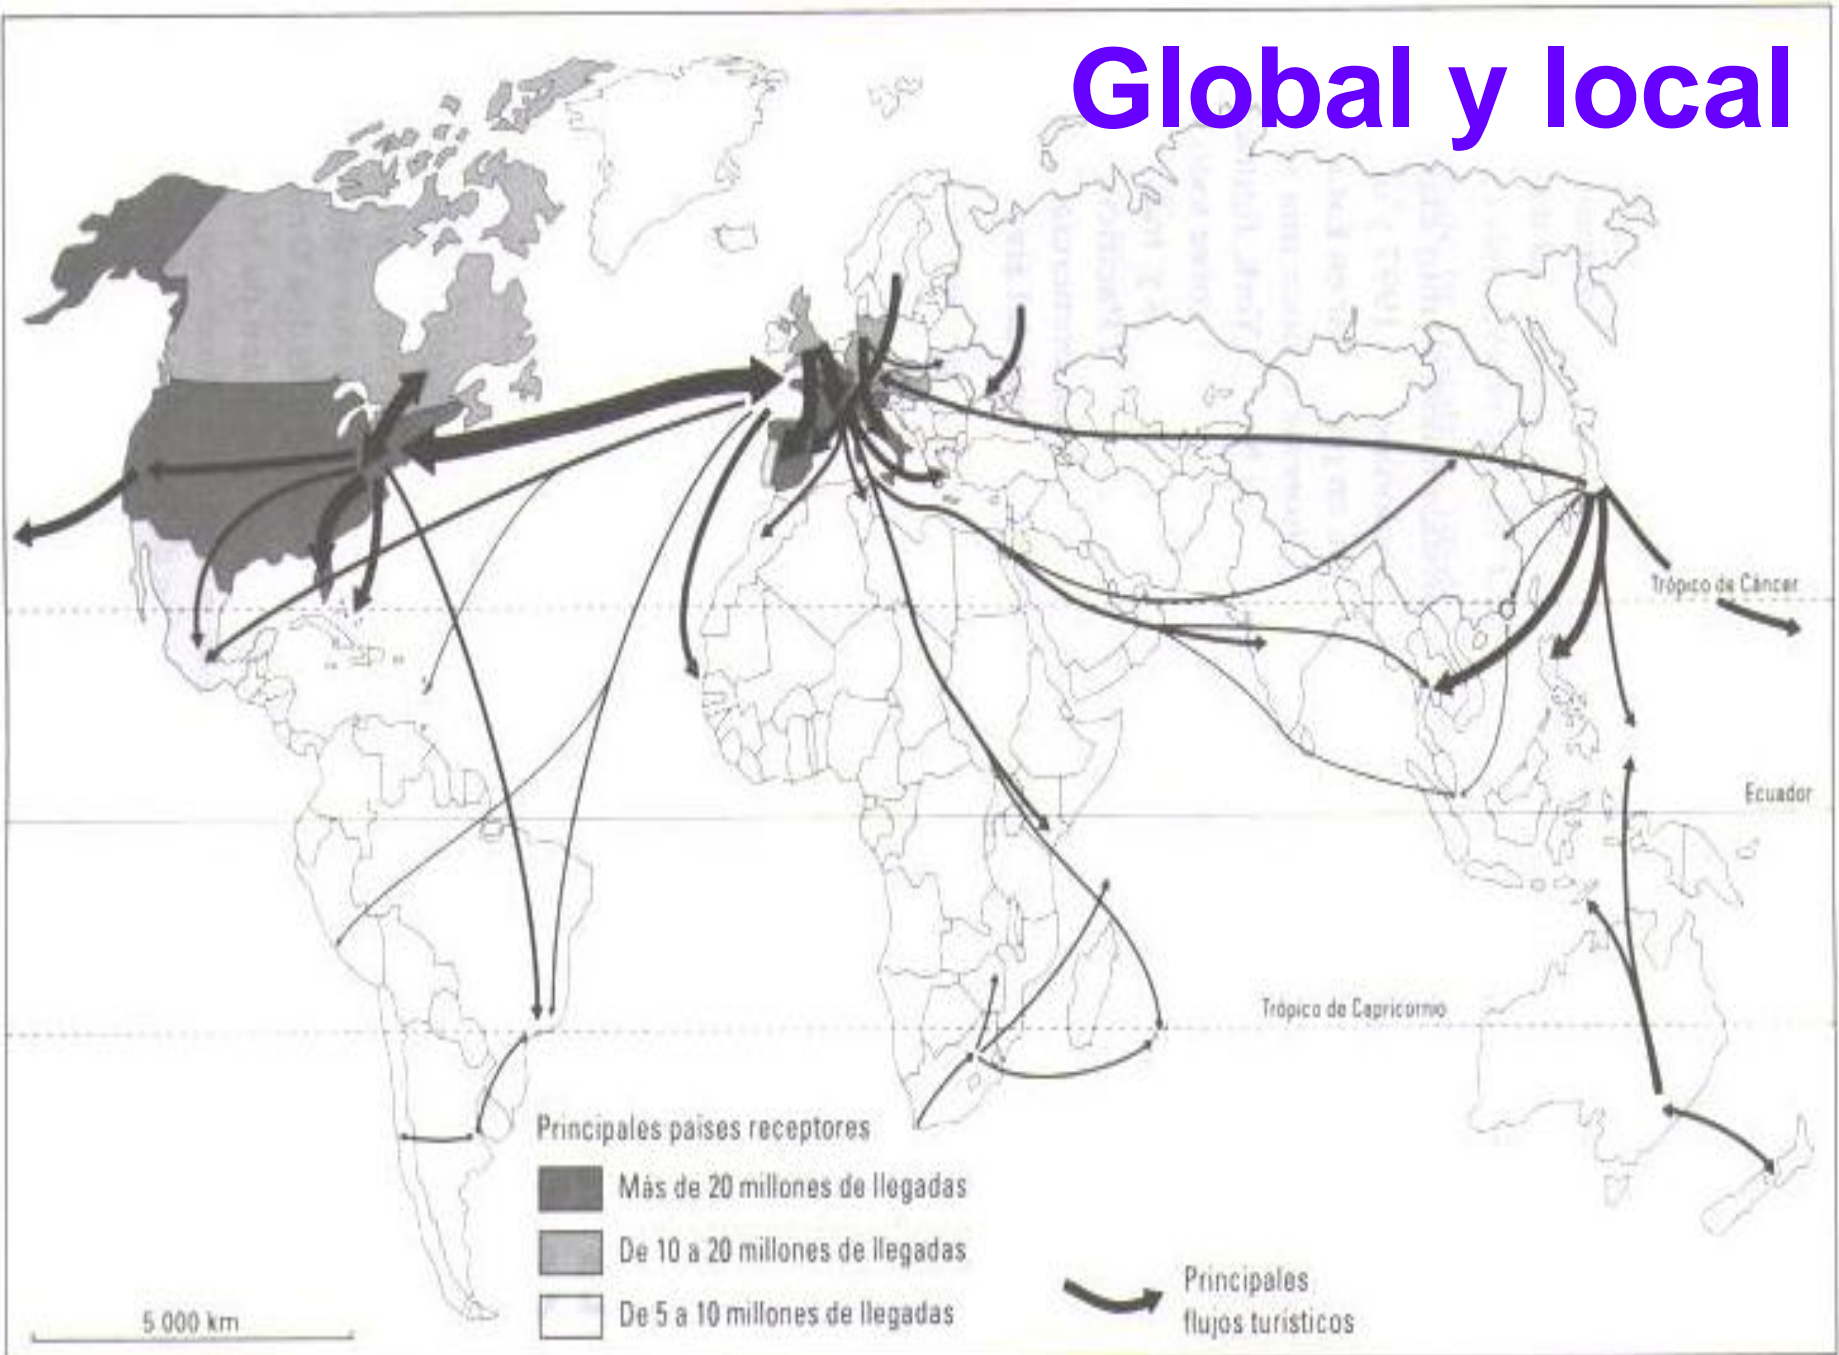 Global y local
Trópico de Cáncer
Ecuador
Trópico de Capricornio
Principales países receptores
Más de 20 millones de llegadas
De 10 a 20 millones de llegadas
De 5 a 10 millones de llegadas
Principales
flujos turísticos
5 000 km